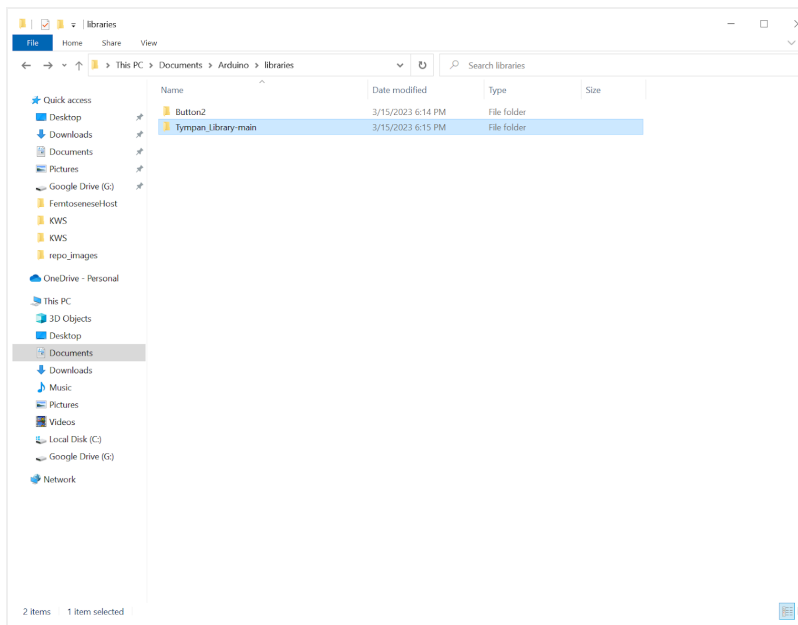 libraries
File Home Share View
This PC > Documents > Arduino > libraries Search libraries
Name Date modified Type Size
Button2 3/15/2023 6:14 PM File folder
Tympan_Library-main 3/15/2023 6:15 PM File folder
Quick access
Desktop
Downloads
Documents
Pictures
Google Drive (G:)
FemtoseneseHost
KWS
KWS
repo_images
OneDrive - Personal
This PC
3D Objects
Desktop
Documents
Downloads
Music
Pictures
Videos
Local Disk (C:)
Google Drive (G:)
Network
2 items 1 item selected